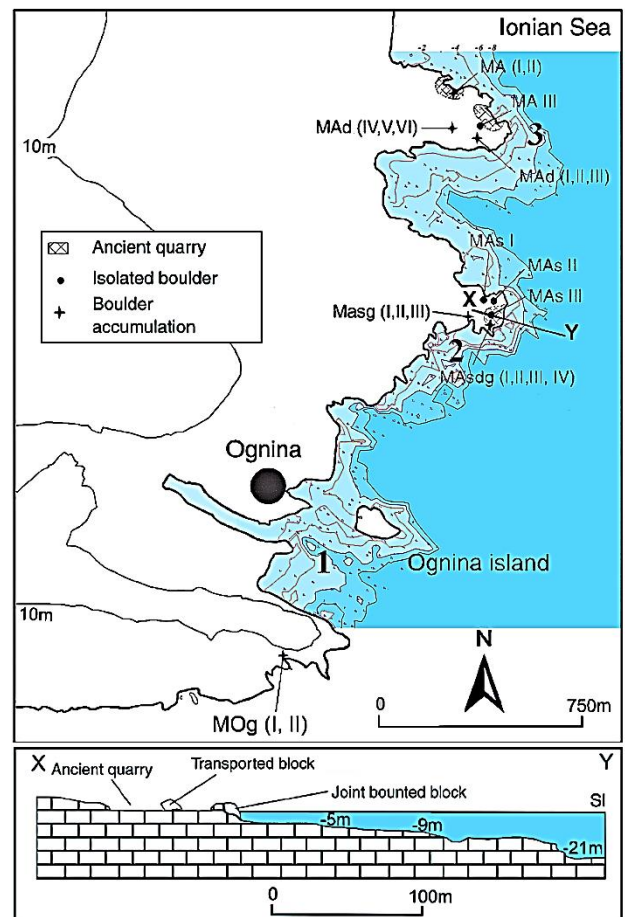 Ionian Sea
-2
-4
-6
-8
MA (I,II)
MA III
10m
MAd (IV,V,VI)
3
MAd (I,II,III)
Ancient quarry
Isolated boulder
Boulder
accumulation
MAs I
MAs II
X
MAs III
Masg (I,II,III)
Y
2
MAsdg (I,II,III, IV)
Ognina
1
Ognina island
10m
N
MOg (I, II)
0
750m
X
Ancient quarry
Transported block
Joint bounded block
Y
Sl
-5m
-9m
-21m
0
100m